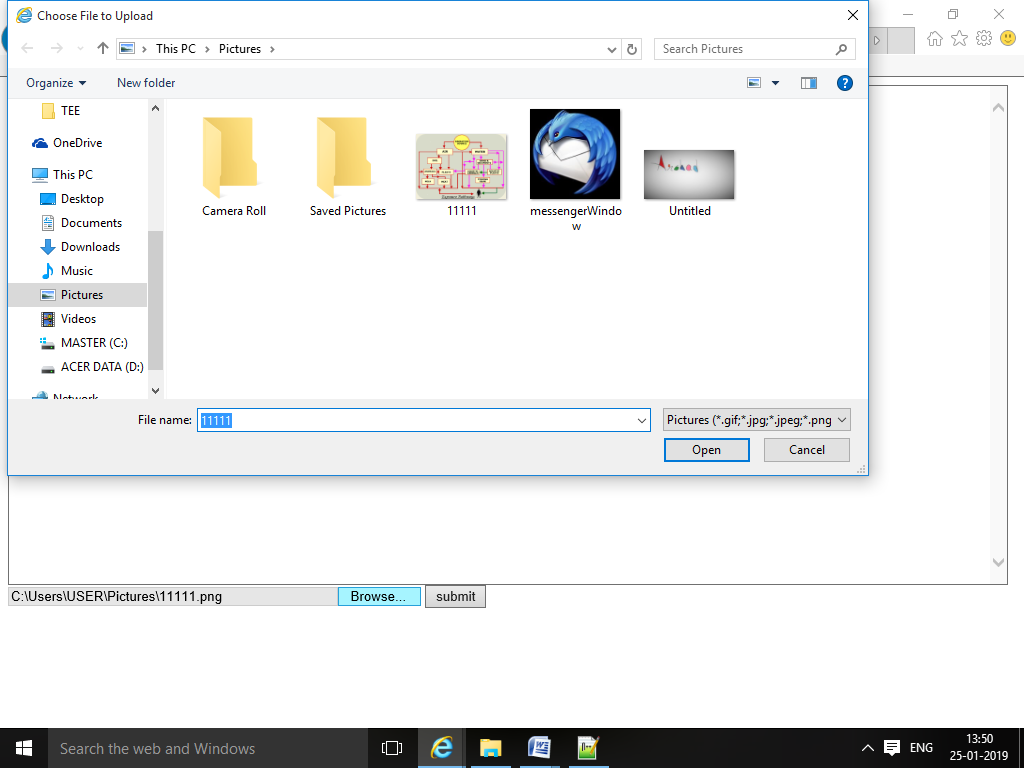 Choose File to Upload
This PC
Pictures
Search Pictures
Organize
New folder
TEE
OneDrive
This PC
Desktop
Documents
Downloads
Music
Pictures
Videos
MASTER (C:)
ACER DATA (D:)
Network
Camera Roll
Saved Pictures
11111
messengerWindo
w
Untitled
File name:
11111
Pictures (*.gif;*.jpg;*.jpeg;*.png
Open
Cancel
C:\Users\USER\Pictures\11111.png
Browse...
submit
Search the web and Windows
ENG
13:50
25-01-2019